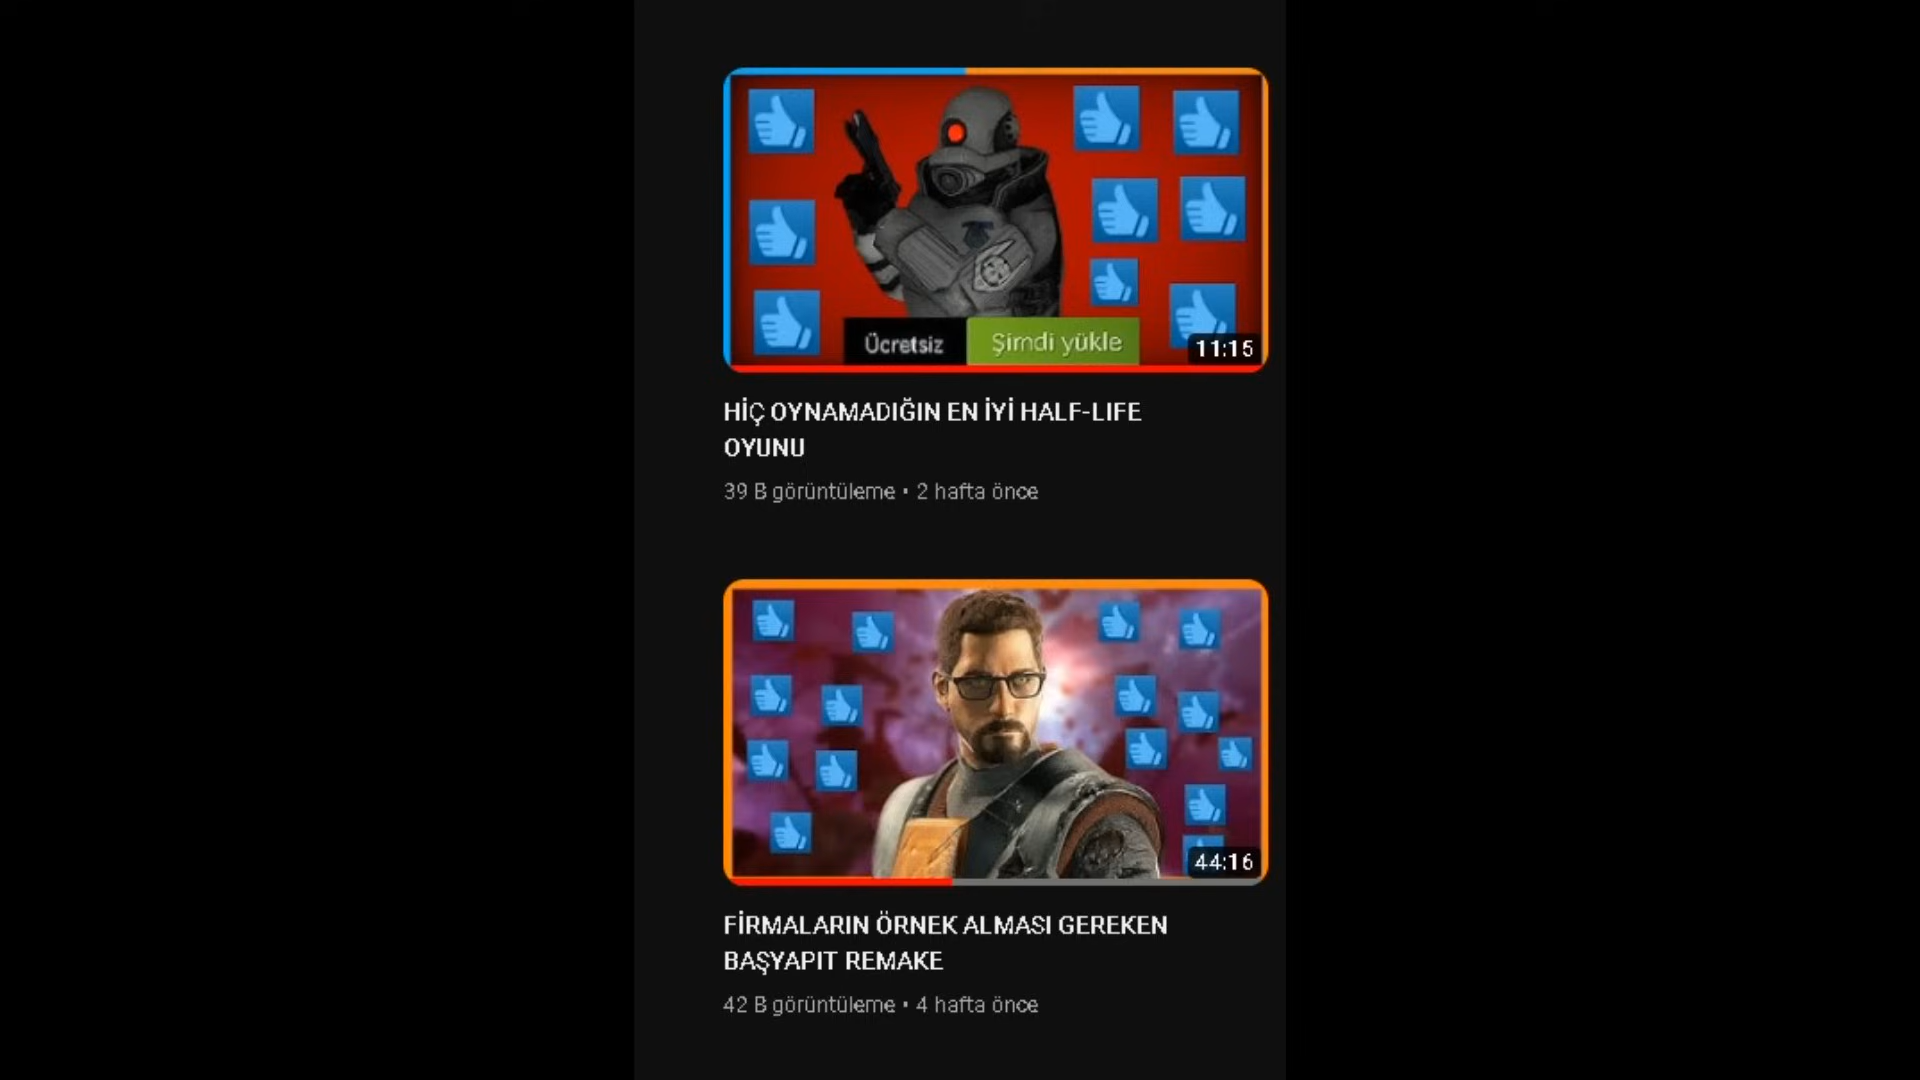 Ücretsiz
Şimdi yükle
11:15
HİÇ OYNAMADIĞIN EN İYİ HALF-LIFE
OYUNU
39 B görüntüleme • 2 hafta önce
44:16
FİRMALARIN ÖRNEK ALMASI GEREKEN
BAŞYAPIT REMAKE
42 B görüntüleme • 4 hafta önce